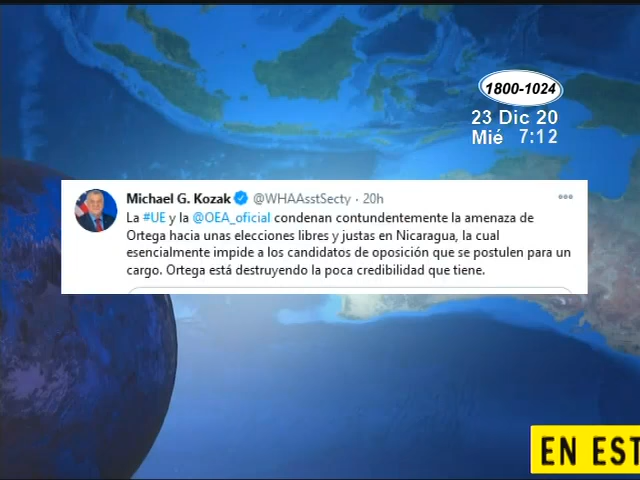 1800-1024
23 Dic 20
Mié 7:12
Michael G. Kozak @WHAAsstSecty · 20h
La #UE y la @OEA_oficial condenan contundentemente la amenaza de
Ortega hacia unas elecciones libres y justas en Nicaragua, la cual
esencialmente impide a los candidatos de oposición que se postulen para un
cargo. Ortega está destruyendo la poca credibilidad que tiene.
EN EST